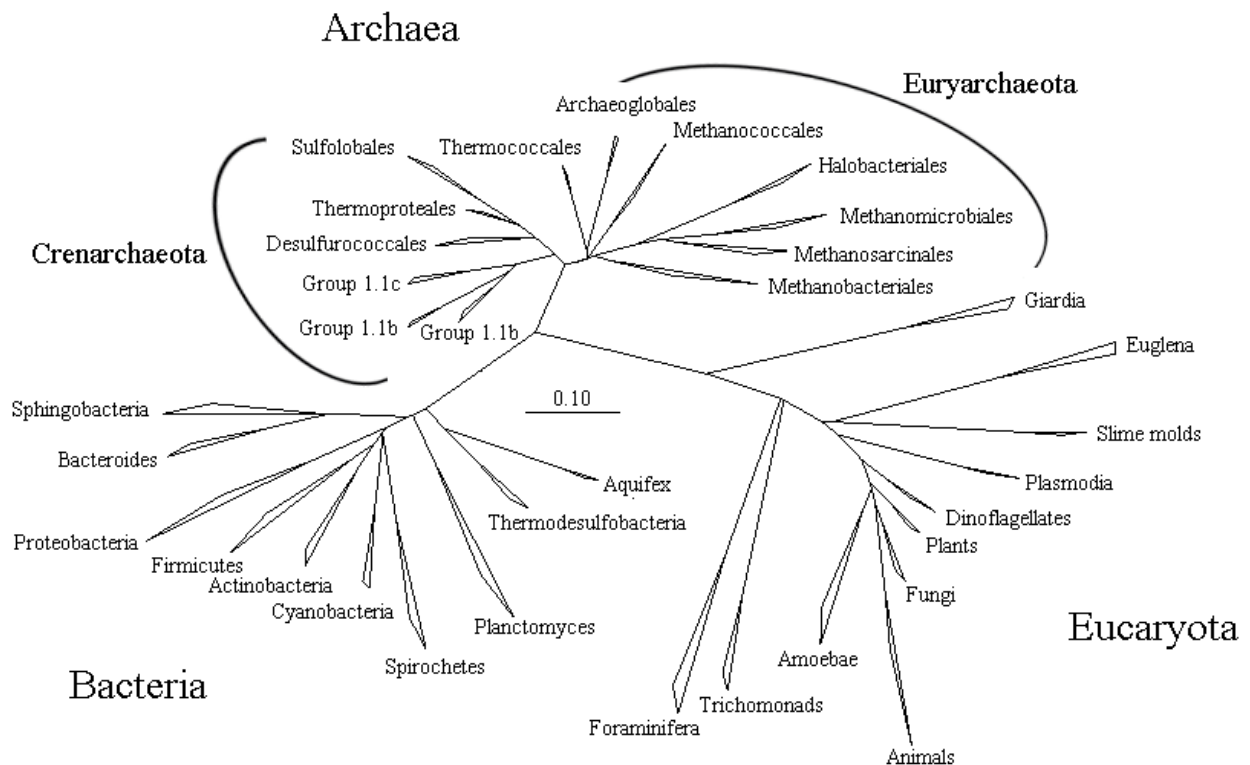 Archaea
Euryarchaeota
Archaeoglobales
Methanococcales
Thermococcales
Sulfolobales
Halobacteriales
Thermoproteales
Methanomicrobiales
Desulfurococcales
Methanosarcinales
Crenarchaeota
Group 1.1c
Methanobacteriales
Group 1.1b
Group 1.1b
Giardia
Euglena
0.10
Sphingobacteria
Slime molds
Bacteroides
Aquifex
Plasmodia
Thermodesulfobacteria
Dinoflagellates
Proteobacteria
Plants
Firmicutes
Actinobacteria
Fungi
Cyanobacteria
Planctomyces
Eucaryota
Spirochetes
Amoebae
Bacteria
Trichomonads
Foraminifera
Animals